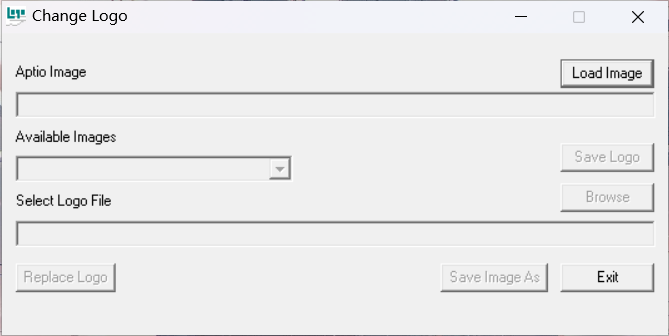 Change Logo
Aptio Image
Load Image
Available Images
Save Logo
Browse
Select Logo File
Replace Logo
Save Image As
Exit